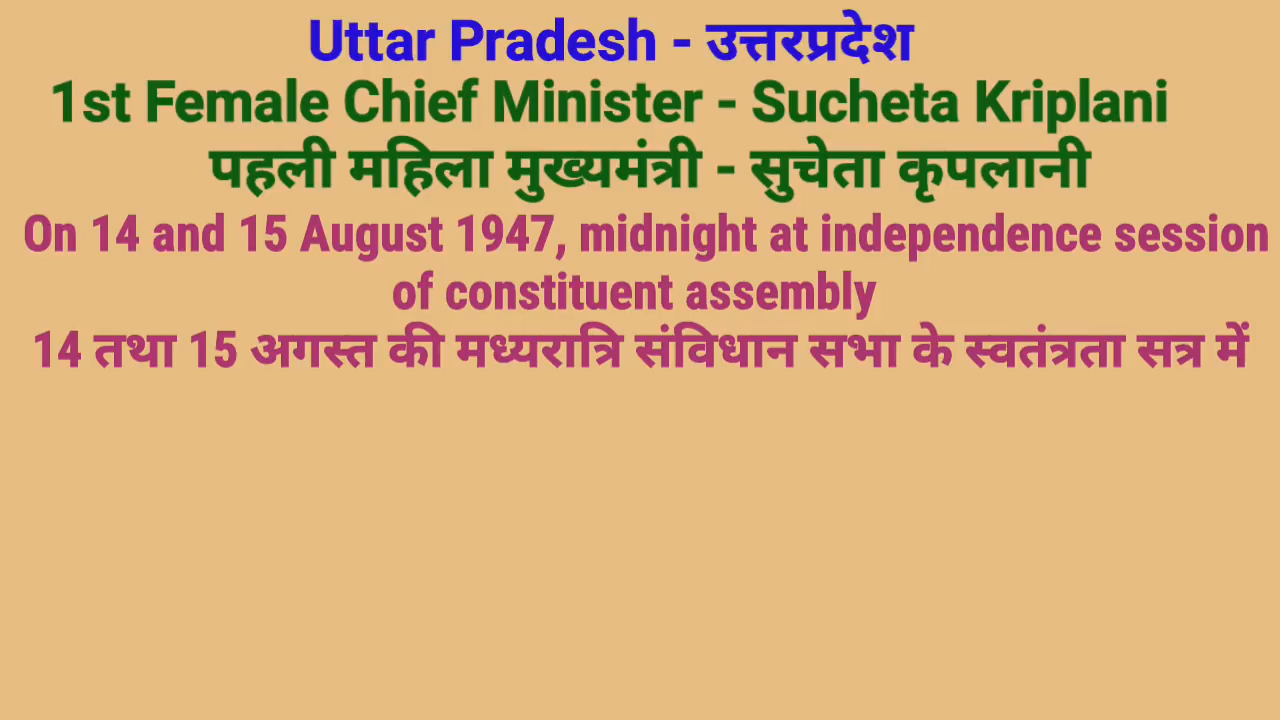 Uttar Pradesh - उत्तरप्रदेश
1st Female Chief Minister - Sucheta Kriplani
पहली महिला मुख्यमंत्री - सुचेता कृपलानी
On 14 and 15 August 1947, midnight at independence session
of constituent assembly
14 तथा 15 अगस्त की मध्यरात्रि संविधान सभा के स्वतंत्रता सत्र में